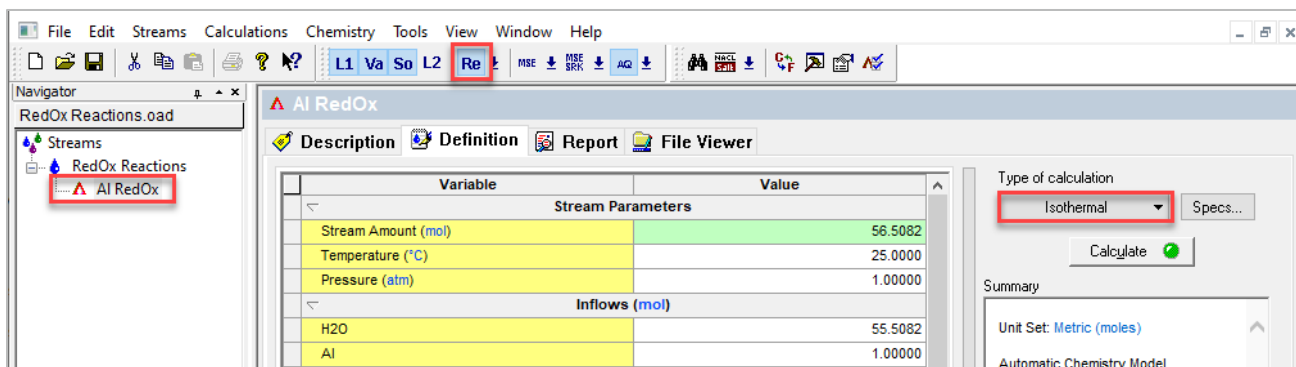 File Edit Streams Calculations Chemistry Tools View Window Help
L1 Va So L2 Re MSE MSE SRK AQ NACL
Navigator
RedOx Reactions.oad
Streams
RedOx Reactions
Al RedOx
Al RedOx
Description Definition Report File Viewer
Variable Value
Stream Parameters
Stream Amount (mol) 56.5082
Temperature (°C) 25.0000
Pressure (atm) 1.00000
Inflows (mol)
H2O 55.5082
Al 1.00000
Type of calculation
Isothermal Specs...
Calculate
Summary
Unit Set: Metric (moles)
Automatic Chemistry Model